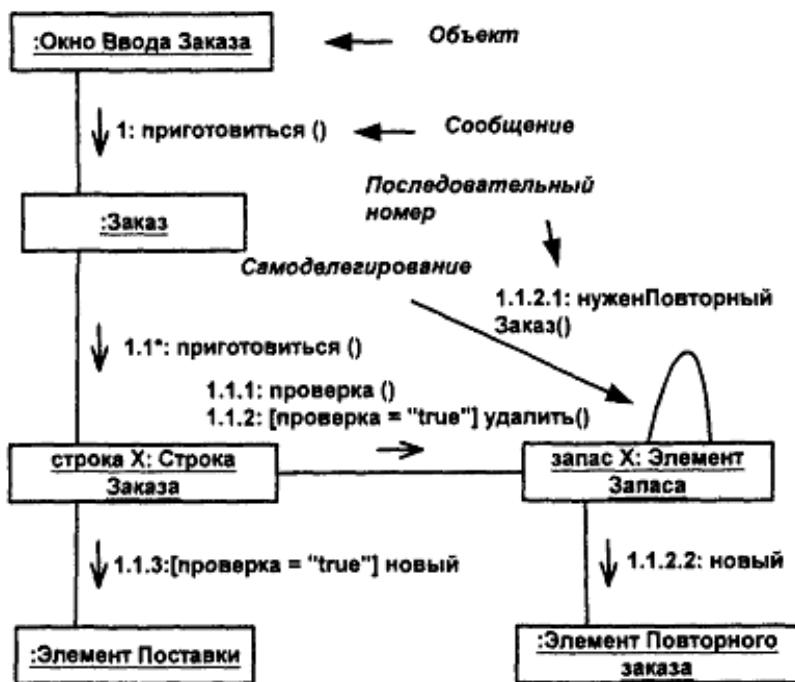 :Окно Ввода Заказа
Объект
1: приготовиться ()
Сообщение
Последовательный
номер
:Заказ
Самоделегирование
1.1.2.1: нуженПовторный
Заказ()
1.1*: приготовиться ()
1.1.1: проверка ()
1.1.2: [проверка = "true"] удалить()
строка X: Строка
Заказа
запас X: Элемент
Запаса
1.1.3:[проверка = "true"] новый
1.1.2.2: новый
:Элемент Поставки
:Элемент Повторного
заказа